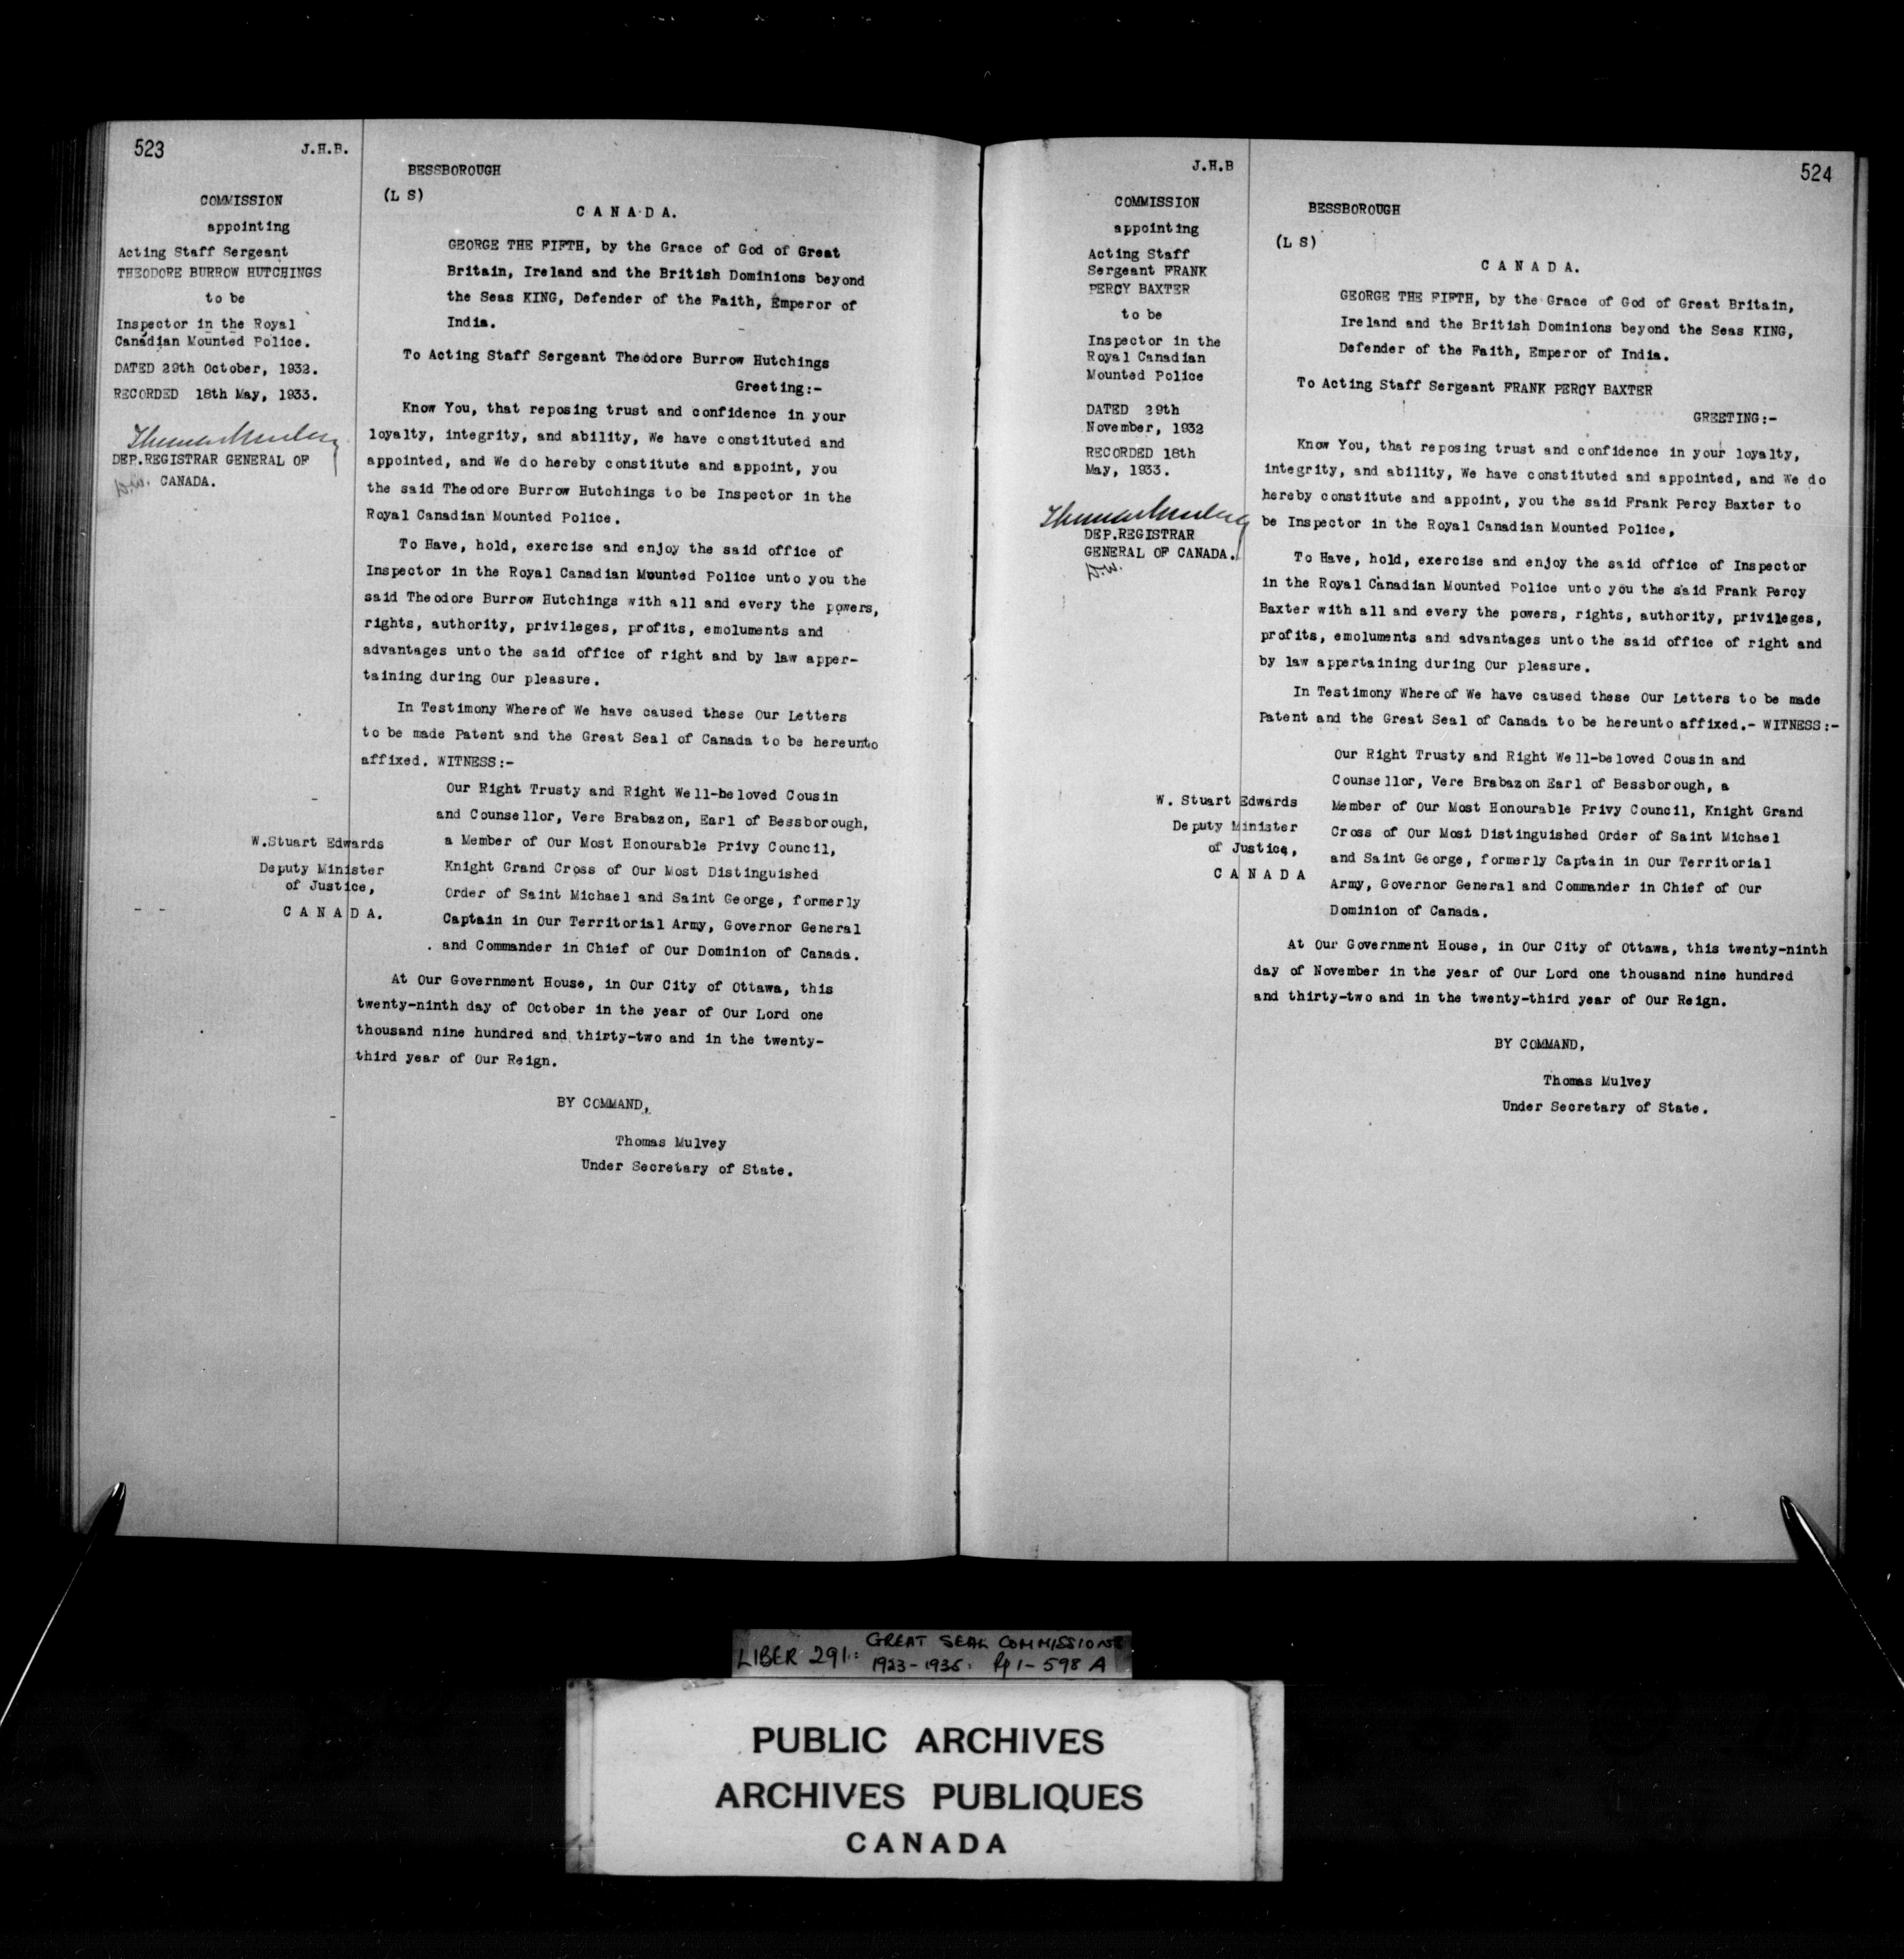 523
J.H.B.
COMMISSION
appointing
Acting Staff Sergeant
THEODORE BURROW HUTCHINGS
to be
Inspector in the Royal
Canadian Mounted Police.
DATED 29th October, 1932.
RECORDED 18th May, 1933.
DEP.REGISTRAR GENERAL OF
CANADA.
W.Stuart Edwards
Deputy Minister
of Justice,
C A N A D A.
BESSBOROUGH
(L S)
C A N A D A.
GEORGE THE FIFTH, by the Grace of God of Great
Britain, Ireland and the British Dominions beyond
the Seas KING, Defender of the Faith, Emperor of
India.
To Acting Staff Sergeant Theodore Burrow Hutchings
Greeting:-
Know You, that reposing trust and confidence in your
loyalty, integrity, and ability, We have constituted and
appointed, and We do hereby constitute and appoint, you
the said Theodore Burrow Hutchings to be Inspector in the
Royal Canadian Mounted Police.
To Have, hold, exercise and enjoy the said office of
Inspector in the Royal Canadian Mounted Police unto you the
said Theodore Burrow Hutchings with all and every the powers,
rights, authority, privileges, profits, emoluments and
advantages unto the said office of right and by law apper-
taining during Our pleasure.
In Testimony Whereof We have caused these Our Letters
to be made Patent and the Great Seal of Canada to be hereunto
affixed. WITNESS:-
Our Right Trusty and Right Well-beloved Cousin
and Counsellor, Vere Brabazon, Earl of Bessborough,
a Member of Our Most Honourable Privy Council,
Knight Grand Cross of Our Most Distinguished
Order of Saint Michael and Saint George, formerly
Captain in Our Territorial Army, Governor General
and Commander in Chief of Our Dominion of Canada.
At Our Government House, in Our City of Ottawa, this
twenty-ninth day of October in the year of Our Lord one
thousand nine hundred and thirty-two and in the twenty-
third year of Our Reign.
BY COMMAND,
Thomas Mulvey
Under Secretary of State.
J.H.B
524
COMMISSION
appointing
Acting Staff
Sergeant FRANK
PERCY BAXTER
to be
Inspector in the
Royal Canadian
Mounted Police
DATED 29th
November, 1932
RECORDED 18th
May, 1933.
DEP.REGISTRAR
GENERAL OF CANADA.
W. Stuart Edwards
Deputy Minister
of Justice,
C A N A D A
BESSBOROUGH
(L S)
C A N A D A.
GEORGE THE FIFTH, by the Grace of God of Great Britain,
Ireland and the British Dominions beyond the Seas KING,
Defender of the Faith, Emperor of India.
To Acting Staff Sergeant FRANK PERCY BAXTER
GREETING:-
Know You, that reposing trust and confidence in your loyalty,
integrity, and ability, We have constituted and appointed, and We do
hereby constitute and appoint, you the said Frank Percy Baxter to
be Inspector in the Royal Canadian Mounted Police,
To Have, hold, exercise and enjoy the said office of Inspector
in the Royal Canadian Mounted Police unto you the said Frank Percy
Baxter with all and every the powers, rights, authority, privileges,
profits, emoluments and advantages unto the said office of right and
by law appertaining during Our pleasure.
In Testimony Whereof We have caused these Our Letters to be made
Patent and the Great Seal of Canada to be hereunto affixed.- WITNESS:-
Our Right Trusty and Right Well-beloved Cousin and
Counsellor, Vere Brabazon Earl of Bessborough, a
Member of Our Most Honourable Privy Council, Knight Grand
Cross of Our Most Distinguished Order of Saint Michael
and Saint George, formerly Captain in Our Territorial
Army, Governor General and Commander in Chief of Our
Dominion of Canada.
At Our Government House, in Our City of Ottawa, this twenty-ninth
day of November in the year of Our Lord one thousand nine hundred
and thirty-two and in the twenty-third year of Our Reign.
BY COMMAND,
Thomas Mulvey
Under Secretary of State.
LIBER 291: GREAT SEAL COMMISSIONS
1923-1935. Pp 1-598 A
PUBLIC ARCHIVES
ARCHIVES PUBLIQUES
CANADA